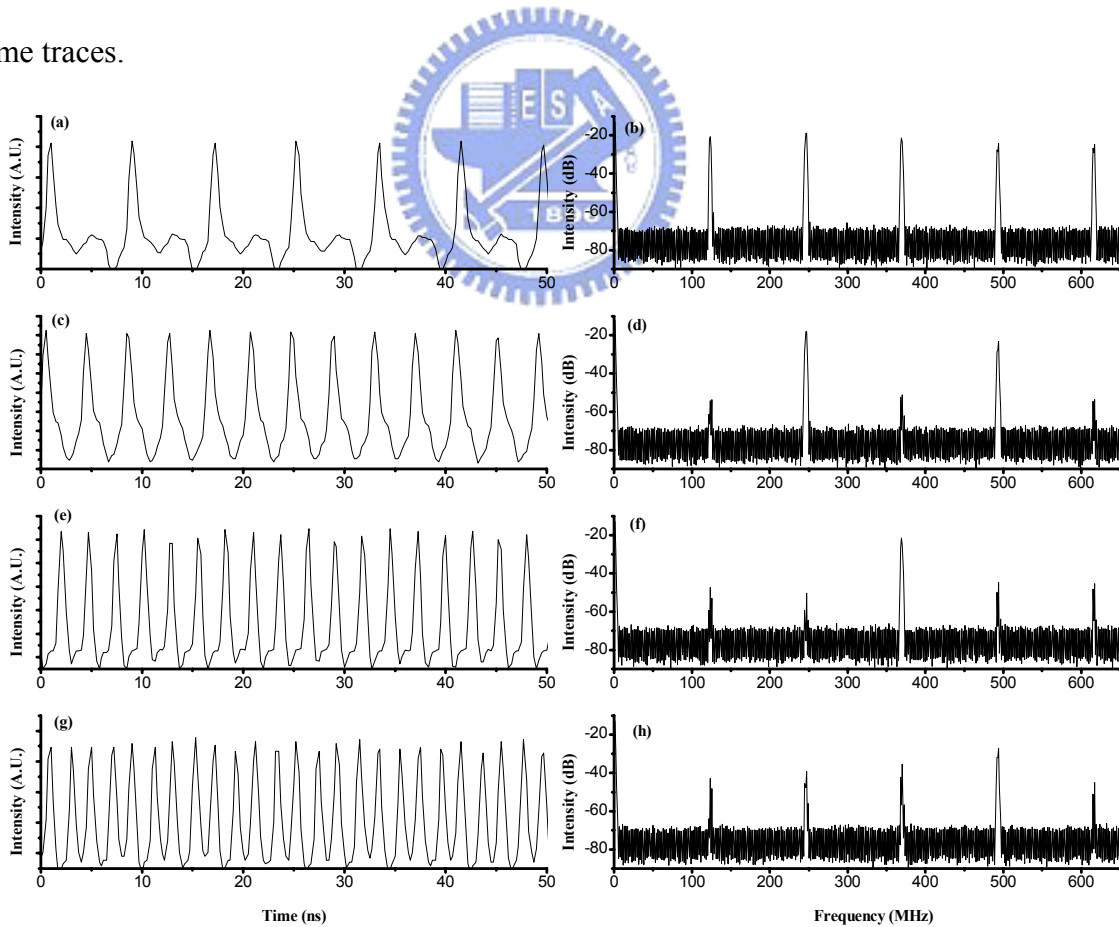 me traces.
E S A
1896
(a)
Intensity (A.U.)
0 10 20 30 40 50
(b)
Intensity (dB)
-20
-40
-60
-80
0 100 200 300 400 500 600
(c)
Intensity (A.U.)
0 10 20 30 40 50
(d)
Intensity (dB)
-20
-40
-60
-80
0 100 200 300 400 500 600
(e)
Intensity (A.U.)
0 10 20 30 40 50
(f)
Intensity (dB)
-20
-40
-60
-80
0 100 200 300 400 500 600
(g)
Intensity (A.U.)
0 10 20 30 40 50
Time (ns)
(h)
Intensity (dB)
-20
-40
-60
-80
0 100 200 300 400 500 600
Frequency (MHz)